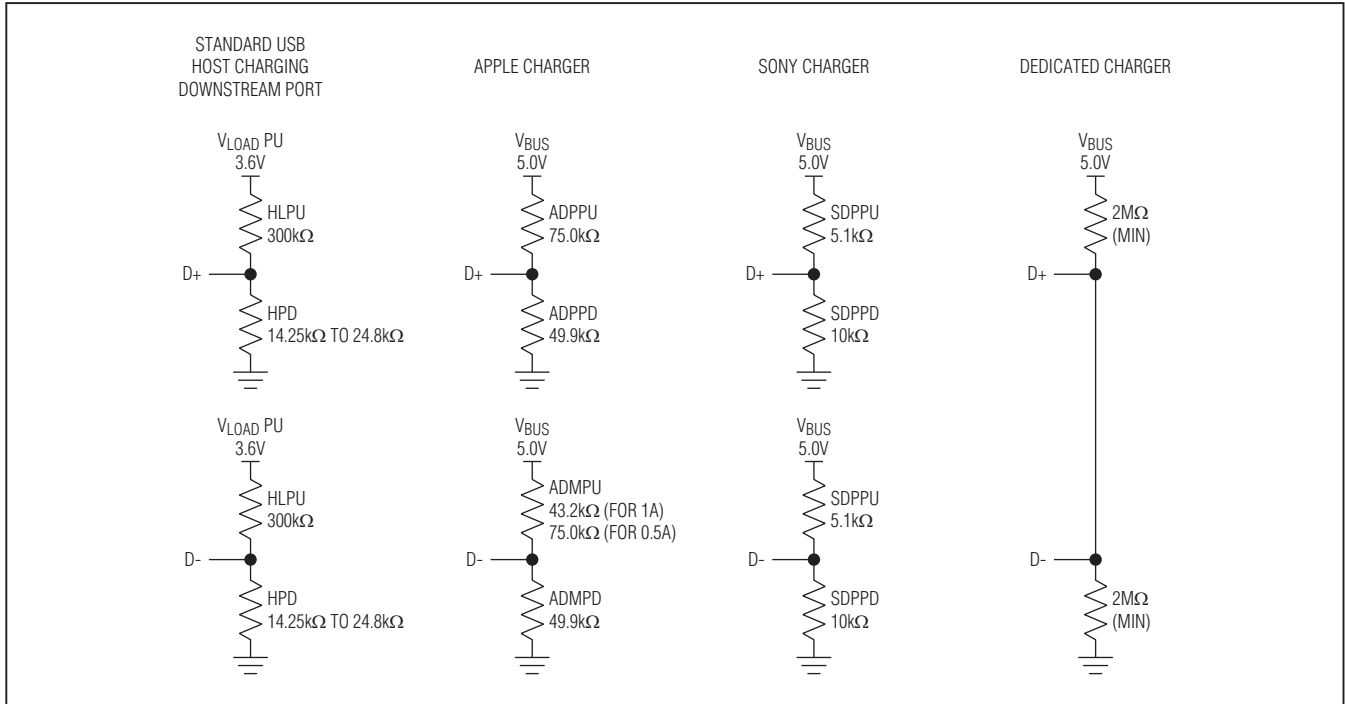 STANDARD USB
HOST CHARGING
DOWNSTREAM PORT
VLOAD PU
3.6V
HLPU
300kΩ
D+
HPD
14.25kΩ TO 24.8kΩ
VLOAD PU
3.6V
HLPU
300kΩ
D-
HPD
14.25kΩ TO 24.8kΩ
APPLE CHARGER
VBUS
5.0V
ADPPU
75.0kΩ
D+
ADPPD
49.9kΩ
VBUS
5.0V
ADMPU
43.2kΩ (FOR 1A)
75.0kΩ (FOR 0.5A)
D-
ADMPD
49.9kΩ
SONY CHARGER
VBUS
5.0V
SDPPU
5.1kΩ
D+
SDPPD
10kΩ
VBUS
5.0V
SDPPU
5.1kΩ
D-
SDPPD
10kΩ
DEDICATED CHARGER
VBUS
5.0V
2MΩ
(MIN)
D+
D-
2MΩ
(MIN)